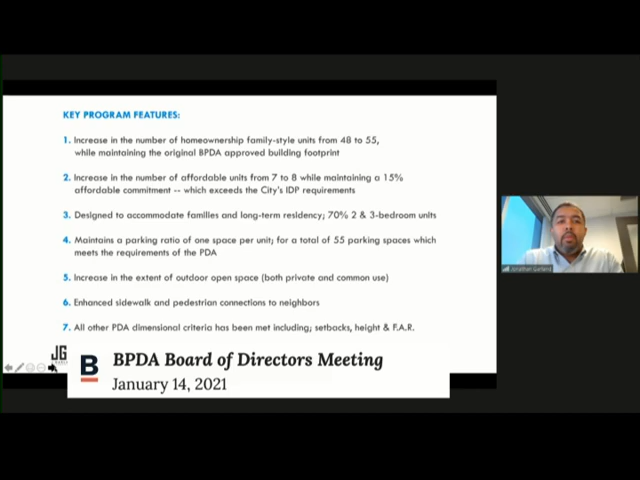 KEY PROGRAM FEATURES:
1. Increase in the number of homeownership family-style units from 48 to 55,
while maintaining the original BPDA approved building footprint
2. Increase in the number of affordable units from 7 to 8 while maintaining a 15%
affordable commitment -- which exceeds the City's IDP requirements
3. Designed to accommodate families and long-term residency; 70% 2 & 3-bedroom units
4. Maintains a parking ratio of one space per unit; for a total of 55 parking spaces which
meets the requirements of the PDA
5. Increase in the extent of outdoor open space (both private and common use)
6. Enhanced sidewalk and pedestrian connections to neighbors
7. All other PDA dimensional criteria has been met including; setbacks, height & F.A.R.
JG
B
BPDA Board of Directors Meeting
January 14, 2021
Jonathan Garland